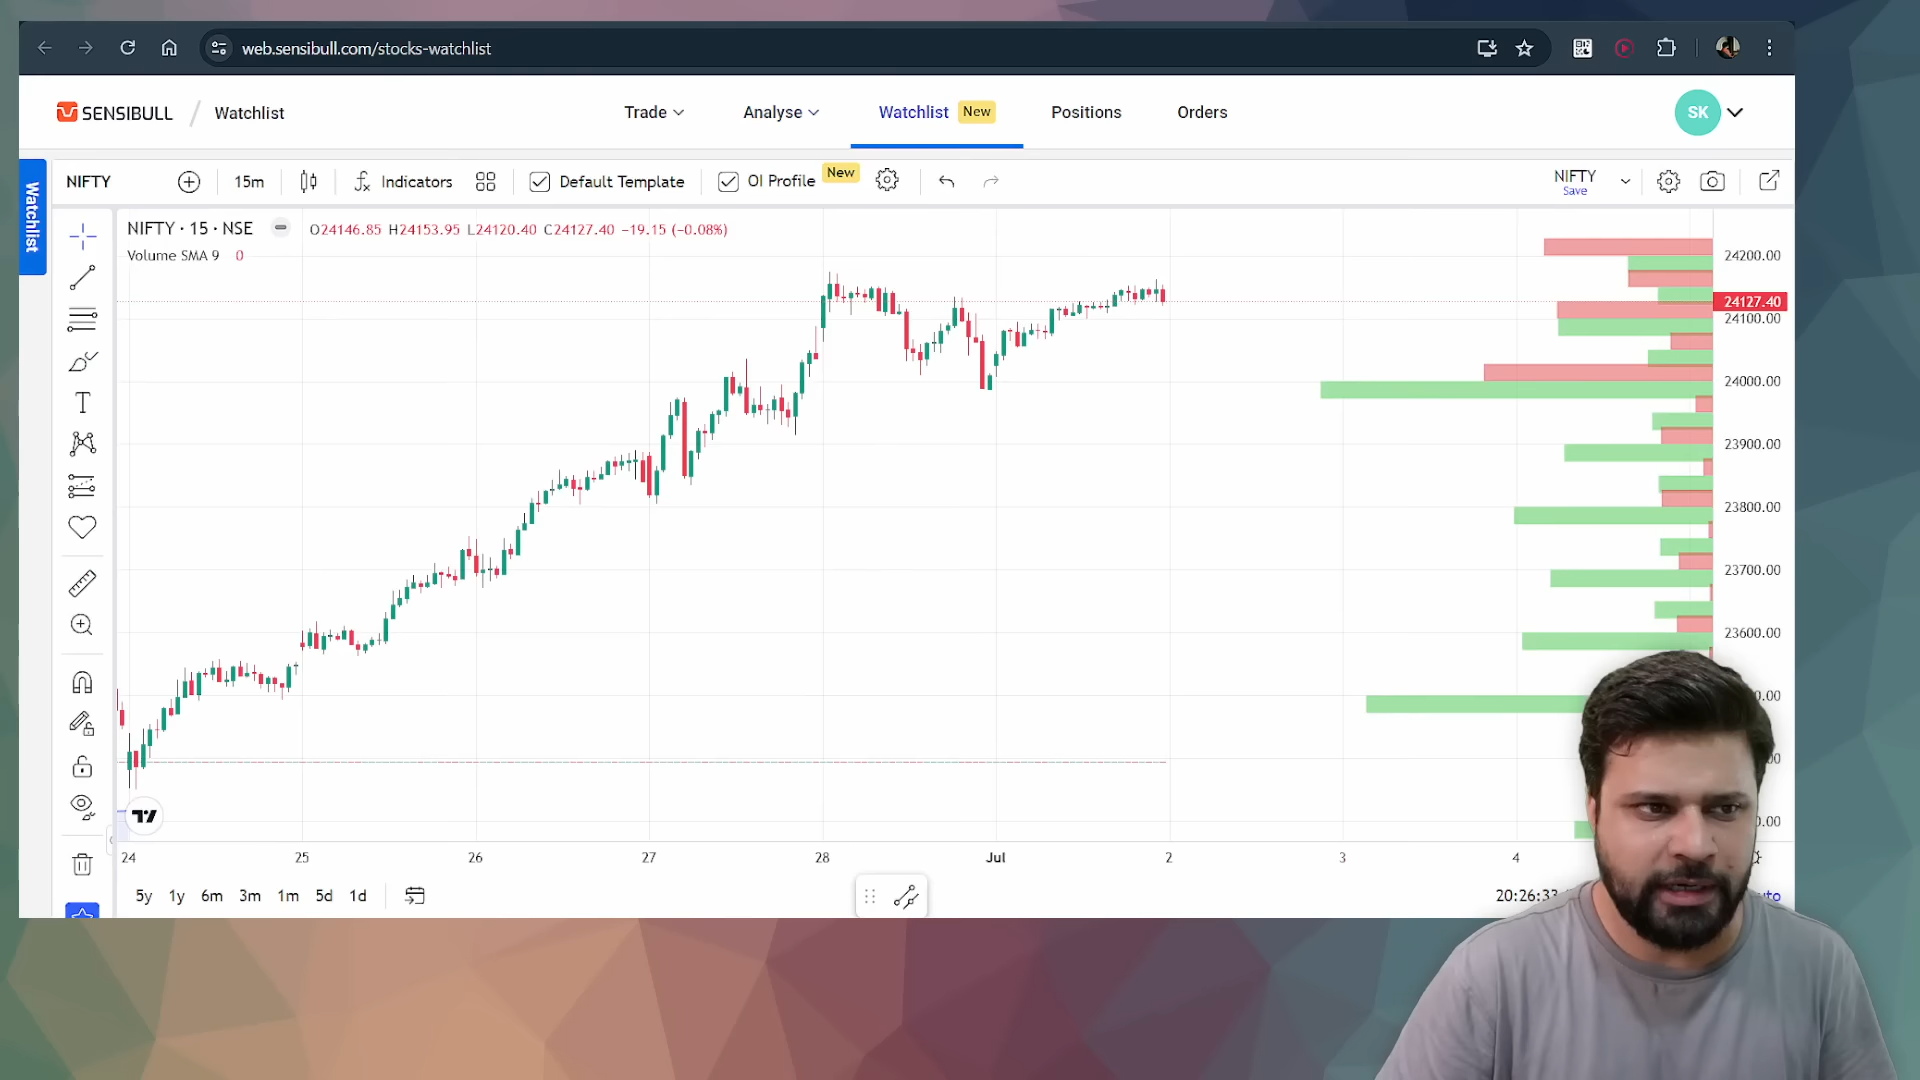 web.sensibull.com/stocks-watchlist
SENSIBULL / Watchlist
Trade
Analyse
Watchlist New
Positions
Orders
SK
Watchlist
NIFTY
15m
Indicators
Default Template
OI Profile New
NIFTY
Save
NIFTY · 15 · NSE
O24146.85 H24153.95 L24120.40 C24127.40 −19.15 (−0.08%)
Volume SMA 9 0
24200.00
24127.40
24100.00
24000.00
23900.00
23800.00
23700.00
23600.00
24 25 26 27 28 Jul 2 3 4
5y 1y 6m 3m 1m 5d 1d
20:26:33